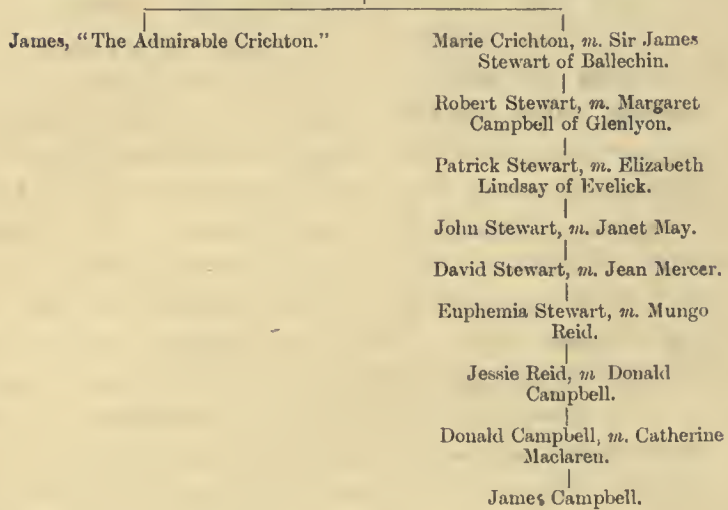 James, "The Admirable Crichton."
Marie Crichton, m. Sir James
Stewart of Ballechin.
Robert Stewart, m. Margaret
Campbell of Glenlyon.
Patrick Stewart, m. Elizabeth
Lindsay of Evelick.
John Stewart, m. Janet May.
David Stewart, m. Jean Mercer.
Euphemia Stewart, m. Mungo
Reid.
Jessie Reid, m Donald
Campbell.
Donald Campbell, m. Catherine
Maclaren.
James Campbell.